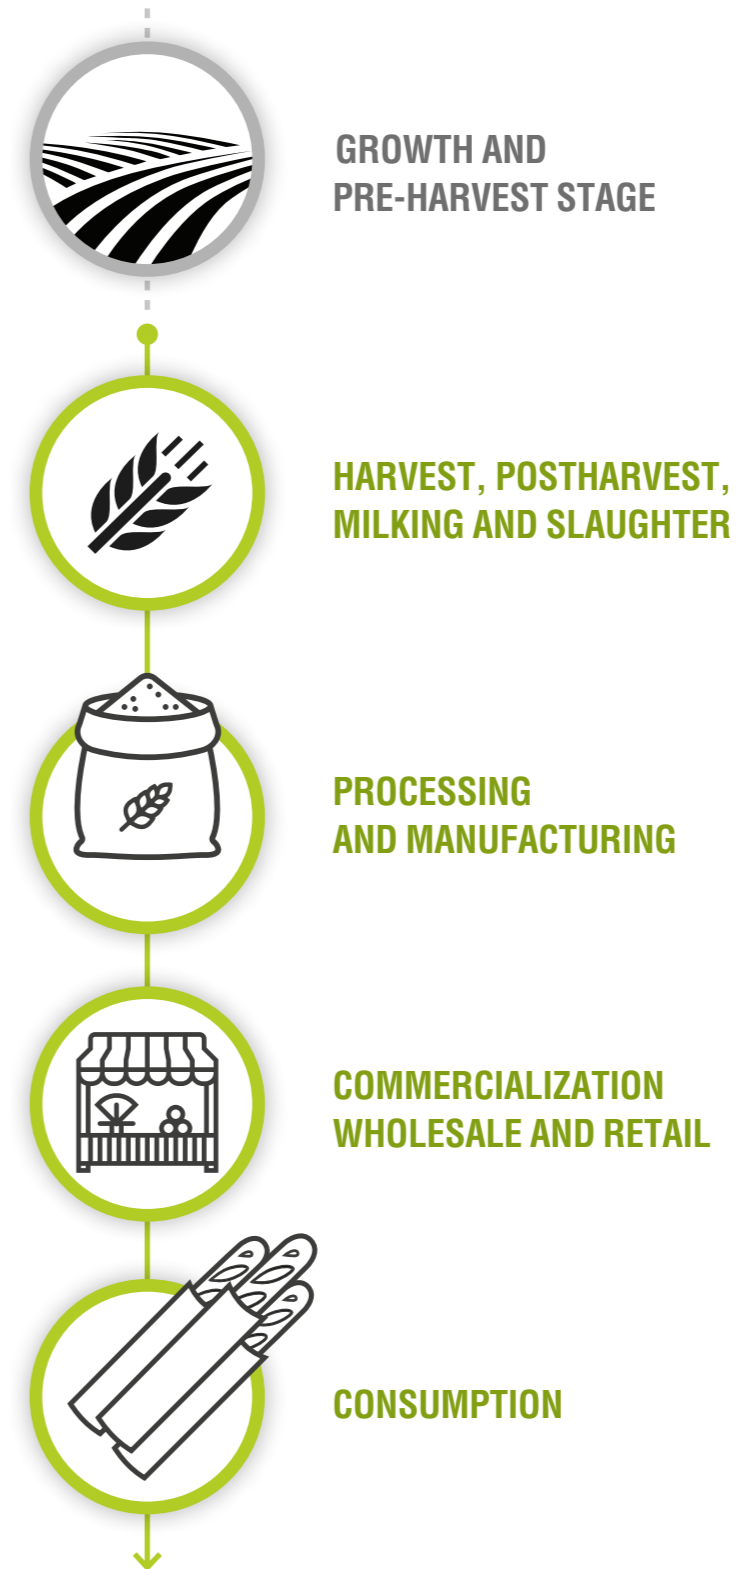 GROWTH AND
PRE-HARVEST STAGE
HARVEST, POSTHARVEST,
MILKING AND SLAUGHTER
PROCESSING
AND MANUFACTURING
COMMERCIALIZATION
WHOLESALE AND RETAIL
CONSUMPTION